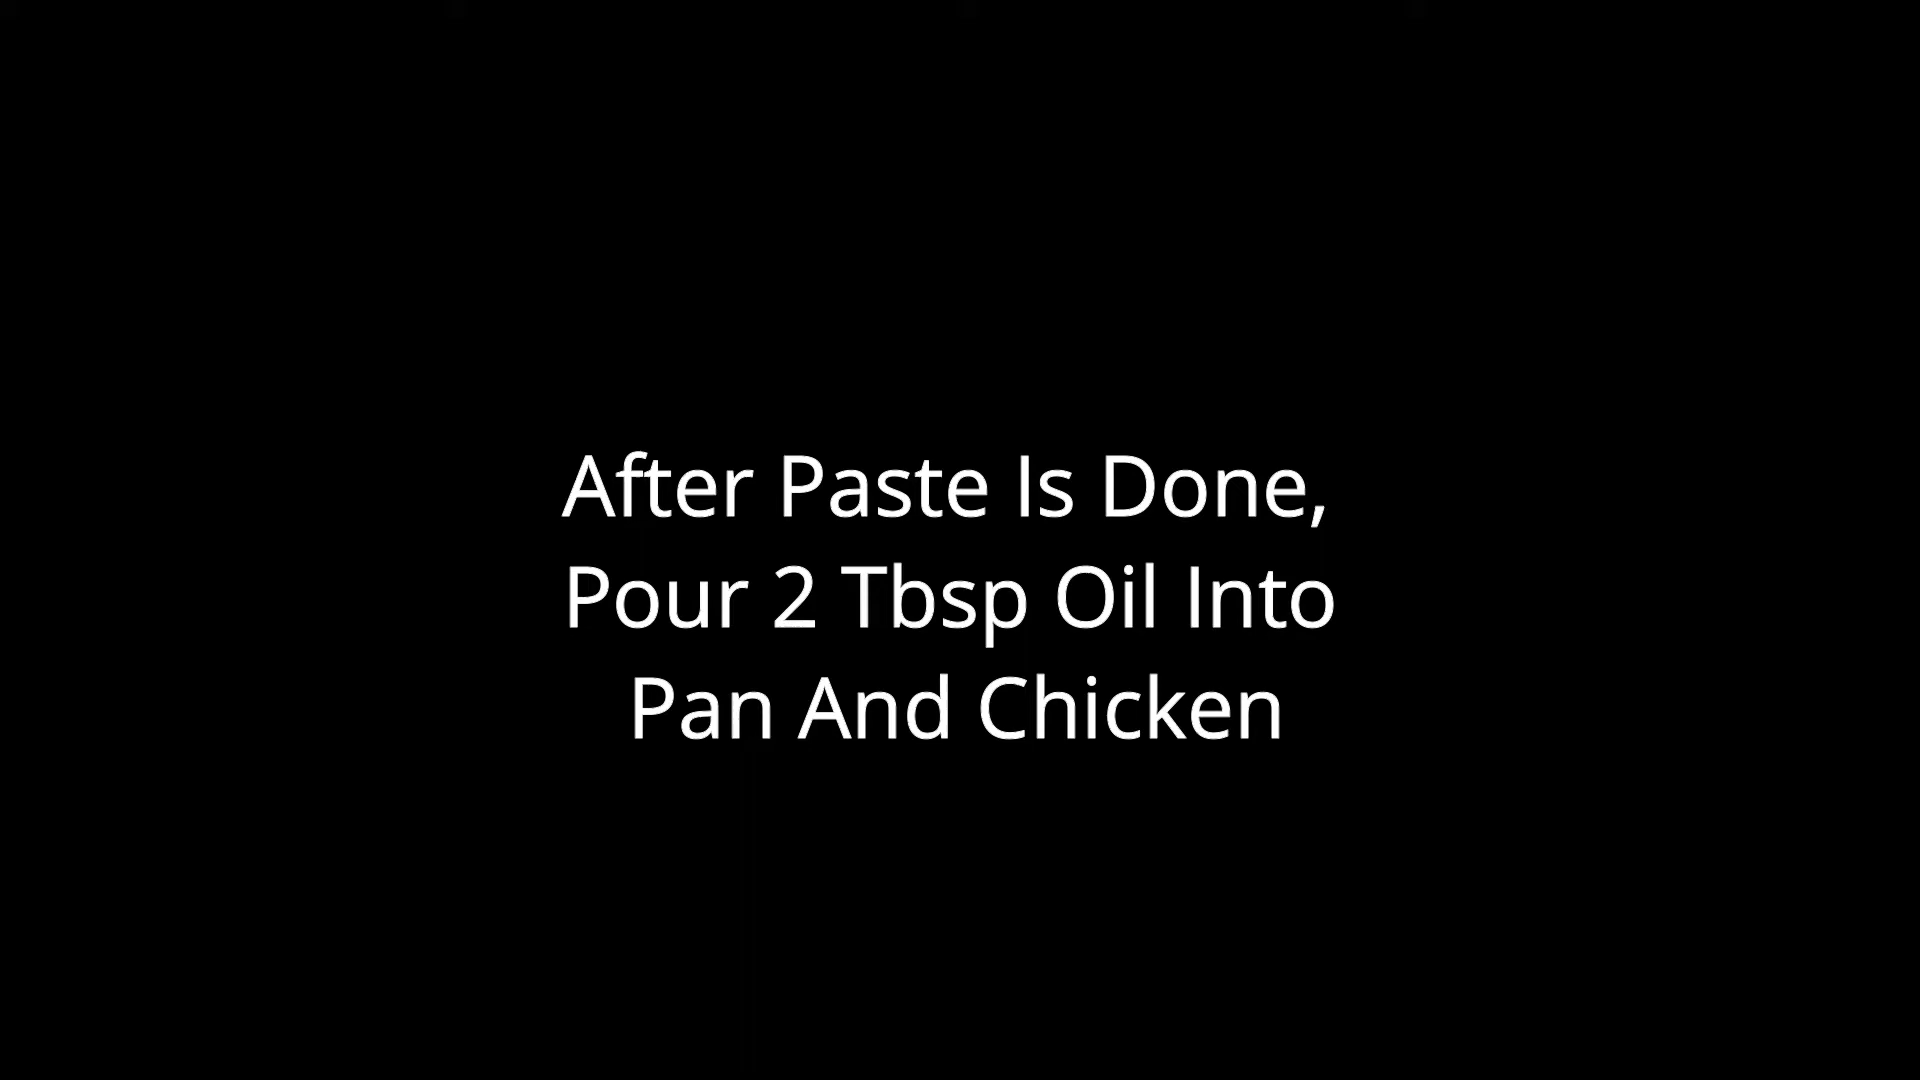 After Paste Is Done,
Pour 2 Tbsp Oil Into
Pan And Chicken